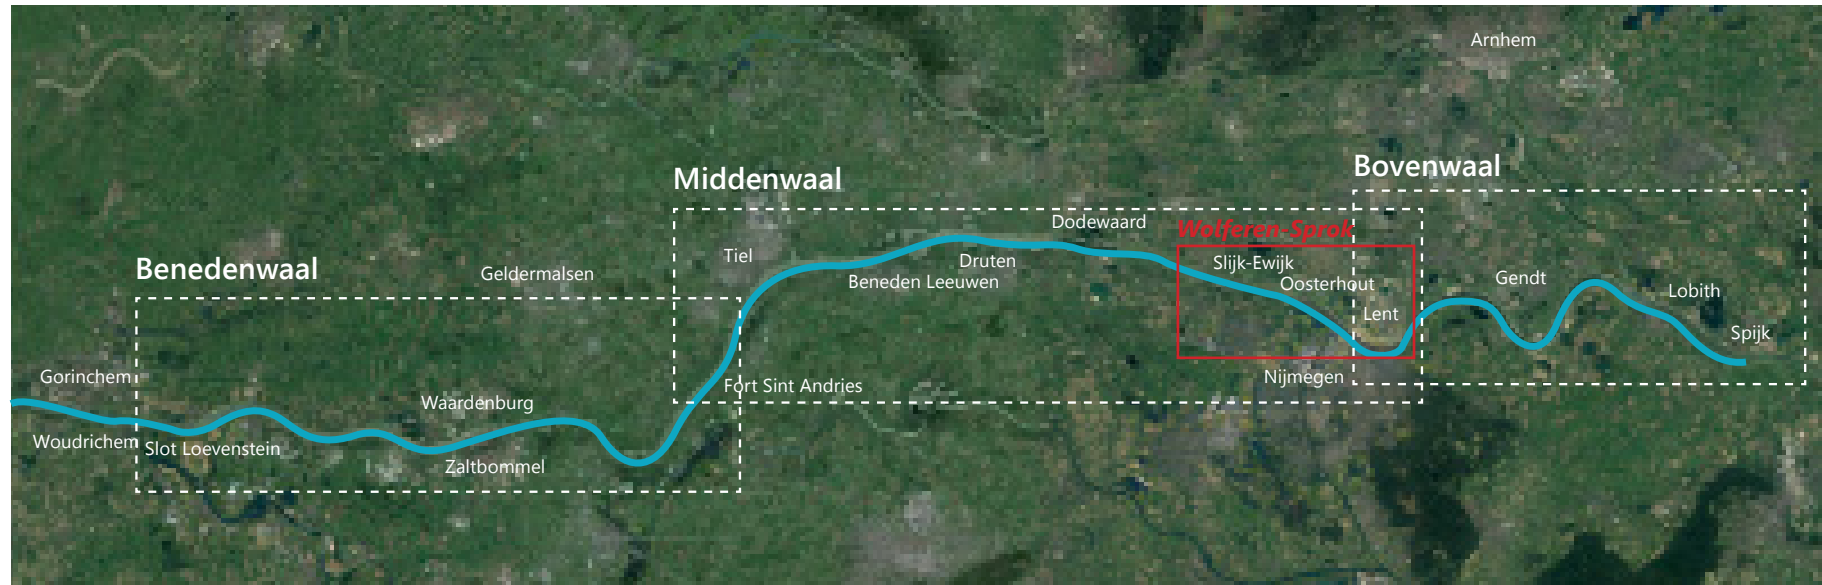 Arnhem
Bovenwaal
Middenwaal
Dodewaard
Wolferen-Sprok
Tiel
Druten
Slijk-Ewijk
Benedenwaal
Geldermalsen
Beneden Leeuwen
Oosterhout
Gendt
Lobith
Lent
Spijk
Gorinchem
Fort Sint Andries
Nijmegen
Waardenburg
Woudrichem
Slot Loevenstein
Zaltbommel